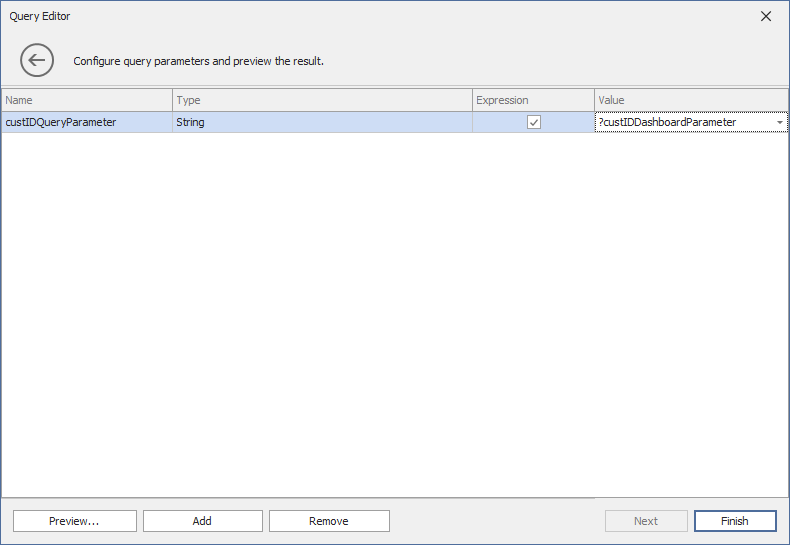 Query Editor
Configure query parameters and preview the result.
Name Type Expression Value
custIDQueryParameter String ?custIDDashboardParameter
Preview... Add Remove Next Finish